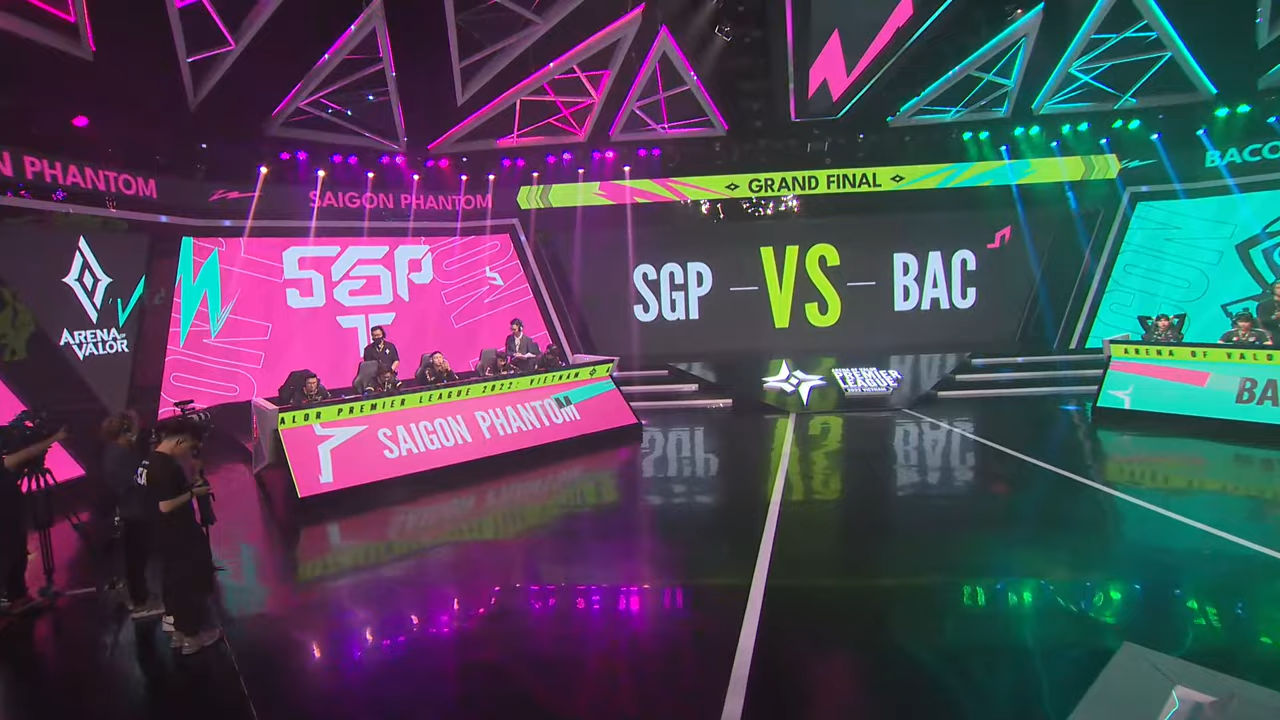 N PHANTOM
SAIGON PHANTOM
GRAND FINAL
BACO
ARENA OF VALOR
SGP
SGP
VS
BAC
ALOR PREMIER LEAGUE 2022: VIETNAM
SAIGON PHANTOM
PREMIER
LEAGUE
ARENA OF VALO
BA